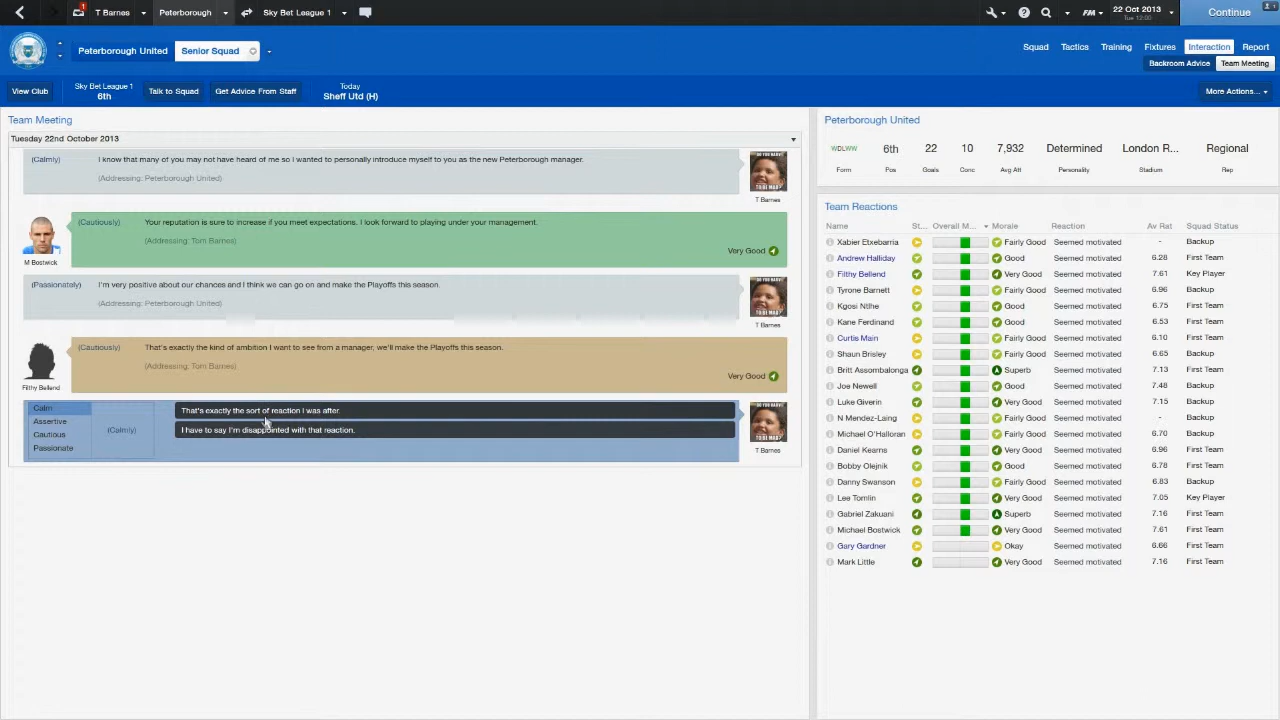 1
T Barnes
Peterborough
Sky Bet League 1
FM
22 Oct 2013
Tue 12:00
Continue
1
Peterborough United
Senior Squad
Squad Tactics Training Fixtures Interaction Report
Backroom Advice Team Meeting
View Club
Sky Bet League 1
6th
Talk to Squad
Get Advice From Staff
Today
Sheff Utd (H)
More Actions...
Team Meeting
Tuesday 22nd October 2013
(Calmly) I know that many of you may not have heard of me so I wanted to personally introduce myself to you as the new Peterborough manager.
(Addressing: Peterborough United)
T Barnes
(Cautiously) Your reputation is sure to increase if you meet expectations. I look forward to playing under your management.
(Addressing: Tom Barnes)
Very Good
M Bostwick
(Passionately) I'm very positive about our chances and I think we can go on and make the Playoffs this season.
(Addressing: Peterborough United)
T Barnes
(Cautiously) That's exactly the kind of ambition I want to see from a manager, we'll make the Playoffs this season.
(Addressing: Tom Barnes)
Very Good
Filthy Bellend
Calm
Assertive
Cautious
Passionate
(Calmly)
That's exactly the sort of reaction I was after.
I have to say I'm disappointed with that reaction.
T Barnes
Peterborough United
WDLWW 6th 22 10 7,932 Determined London R... Regional
Form Pos Goals Conc Avg Att Personality Stadium Rep
Team Reactions
Name St... Overall M... Morale Reaction Av Rat Squad Status
Xabier Etxebarria Fairly Good Seemed motivated - Backup
Andrew Halliday Good Seemed motivated 6.28 First Team
Filthy Bellend Very Good Seemed motivated 7.61 Key Player
Tyrone Barnett Fairly Good Seemed motivated 6.96 Backup
Kgosi Ntlhe Good Seemed motivated 6.75 First Team
Kane Ferdinand Good Seemed motivated 6.53 First Team
Curtis Main Fairly Good Seemed motivated 6.10 First Team
Shaun Brisley Fairly Good Seemed motivated 6.65 Backup
Britt Assombalonga Superb Seemed motivated 7.13 First Team
Joe Newell Good Seemed motivated 7.48 Backup
Luke Giverin Very Good Seemed motivated 7.15 Backup
N Mendez-Laing Fairly Good Seemed motivated - Backup
Michael O'Halloran Fairly Good Seemed motivated 6.70 Backup
Daniel Kearns Very Good Seemed motivated 6.96 First Team
Bobby Olejnik Good Seemed motivated 6.78 First Team
Danny Swanson Fairly Good Seemed motivated 6.83 Backup
Lee Tomlin Very Good Seemed motivated 7.05 Key Player
Gabriel Zakuani Superb Seemed motivated 7.16 First Team
Michael Bostwick Very Good Seemed motivated 7.61 First Team
Gary Gardner Okay Seemed motivated 6.66 First Team
Mark Little Very Good Seemed motivated 7.16 First Team